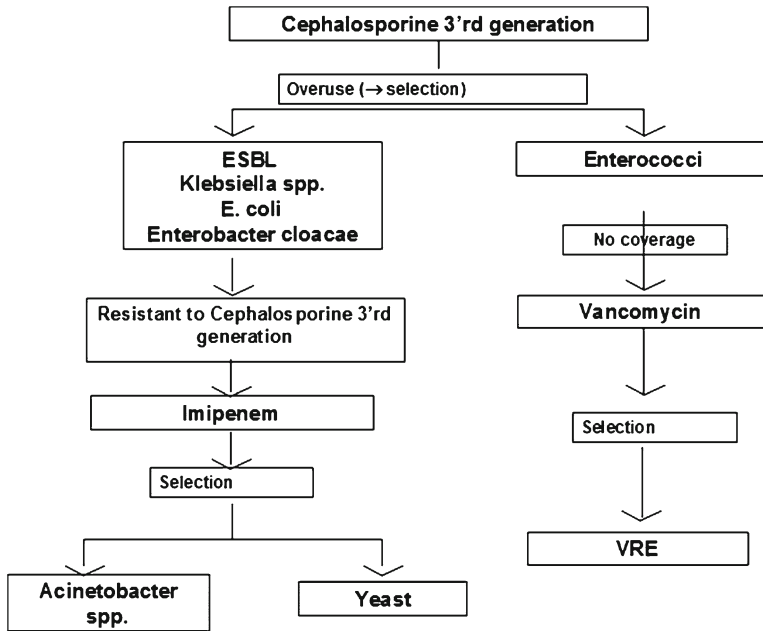 Cephalosporine 3'rd generation
Overuse (→ selection)
ESBL
Klebsiella spp.
E. coli
Enterobacter cloacae
Enterococci
No coverage
Resistant to Cephalosporine 3'rd
generation
Vancomycin
Imipenem
Selection
Selection
Acinetobacter
spp.
Yeast
VRE